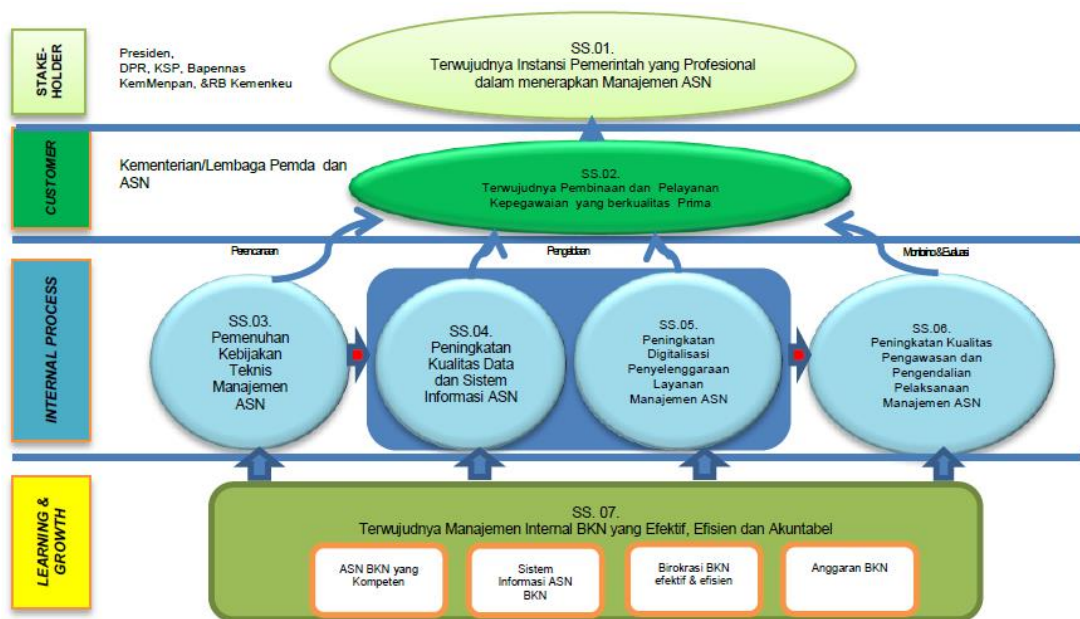 STAKE-
HOLDER
Presiden,
DPR, KSP, Bapennas
KemMenpan, &RB Kemenkeu
SS.01.
Terwujudnya Instansi Pemerintah yang Profesional
dalam menerapkan Manajemen ASN
CUSTOMER
Kementerian/Lembaga Pemda dan
ASN
SS.02.
Terwujudnya Pembinaan dan Pelayanan
Kepegawaian yang berkualitas Prima
Perencanaan
Monitoring & Evaluasi
INTERNAL PROCESS
SS.03.
Pemenuhan
Kebijakan
Teknis
Manajemen
ASN
SS.04.
Peningkatan
Kualitas Data
dan Sistem
Informasi ASN
SS.05.
Peningkatan
Digitalisasi
Penyelenggaraan
Layanan
Manajemen ASN
SS.06.
Peningkatan Kualitas
Pengawasan dan
Pengendalian
Pelaksanaan
Manajemen ASN
LEARNING &
GROWTH
SS. 07.
Terwujudnya Manajemen Internal BKN yang Efektif, Efisien dan Akuntabel
ASN BKN yang
Kompeten
Sistem
Informasi ASN
BKN
Birokrasi BKN
efektif & efisien
Anggaran BKN